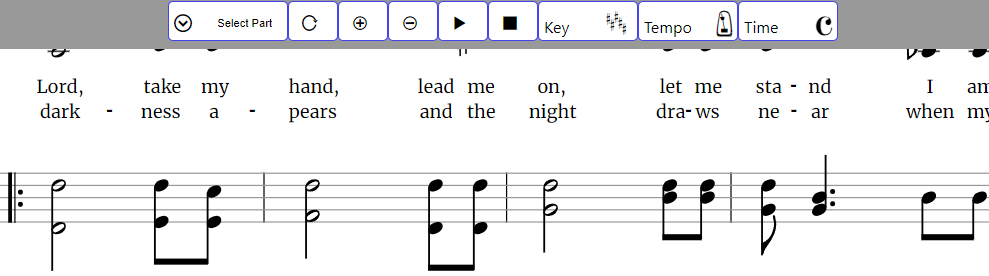 Select Part Key Tempo Time
Lord, take my hand, lead me on, let me sta - nd I am
dark - ness a - pears and the night dra- ws ne - ar when my